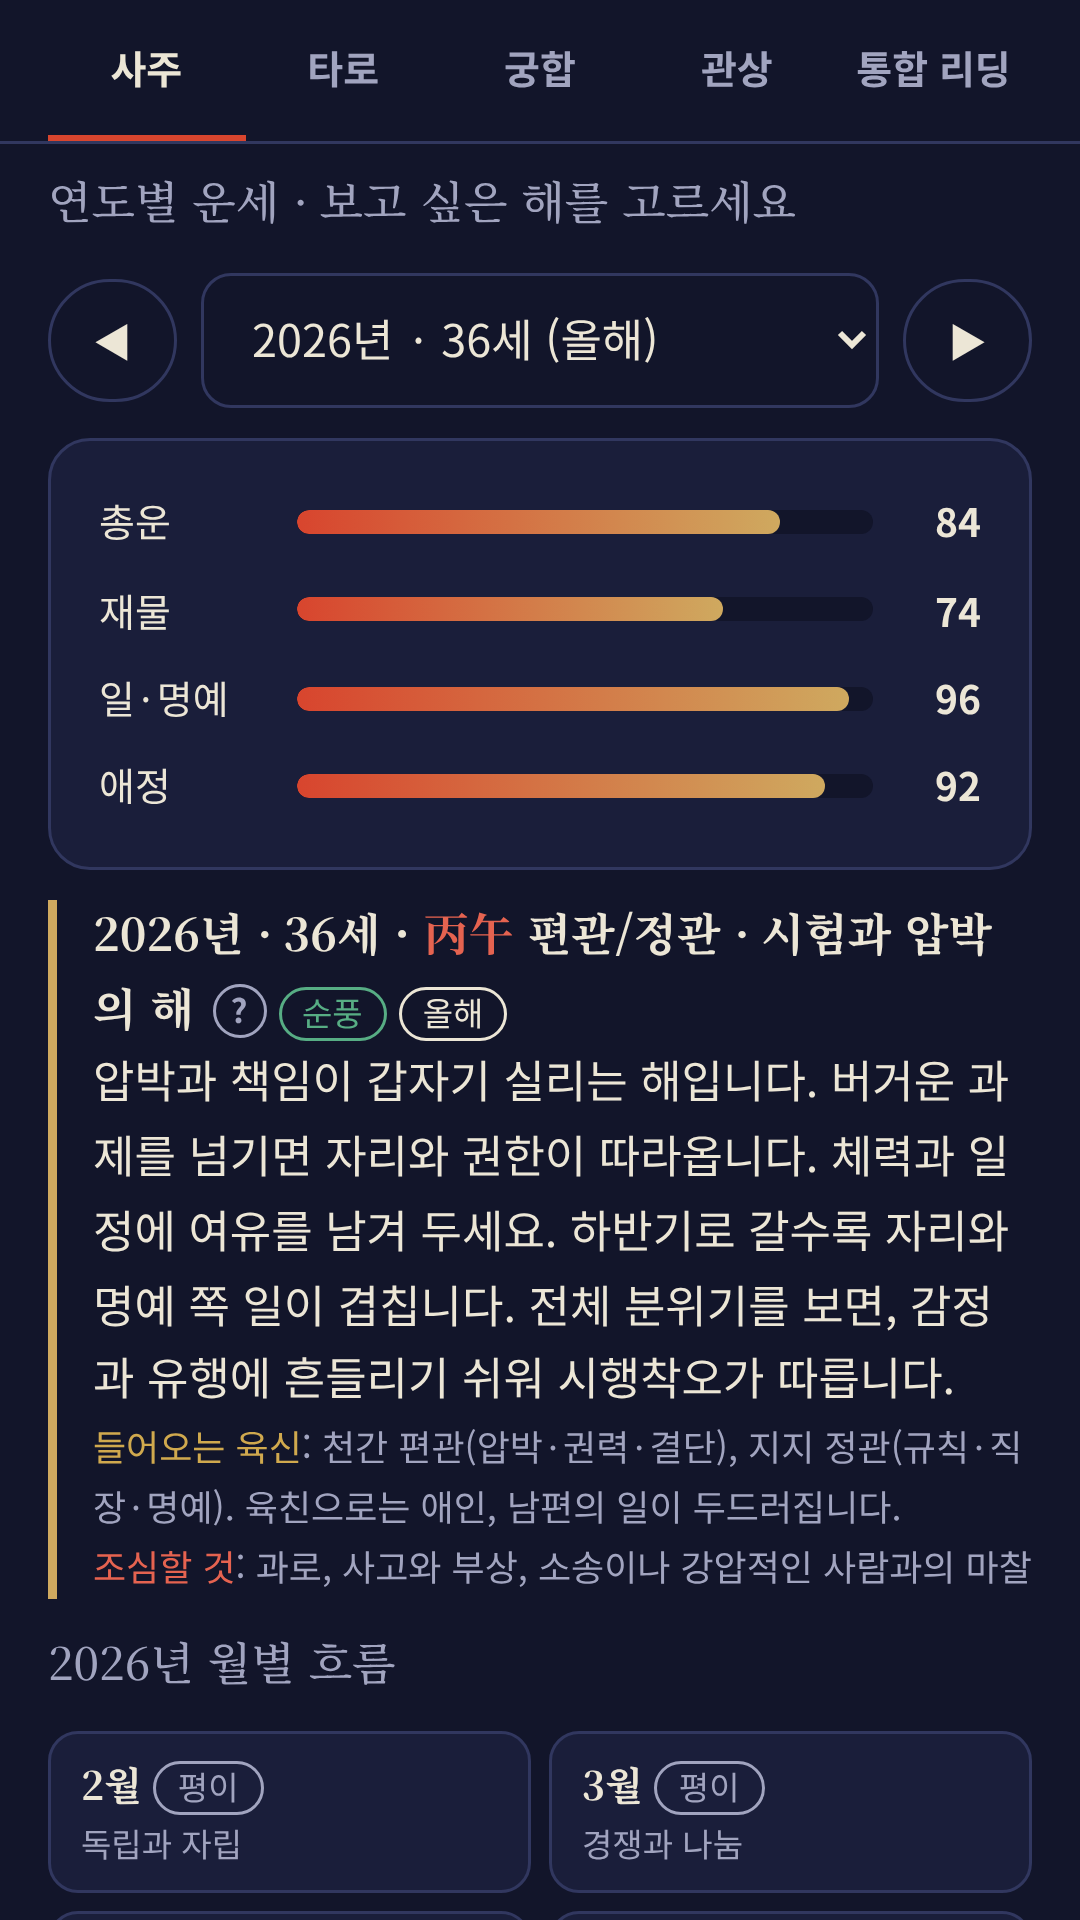 사주 타로 궁합 관상 통합 리딩
연도별 운세 · 보고 싶은 해를 고르세요
◀ 2026년 · 36세 (올해) ▶
총운 84
재물 74
일·명예 96
애정 92
2026년 · 36세 · 丙午 편관/정관 · 시험과 압박
의 해 ? 순풍 올해
압박과 책임이 갑자기 실리는 해입니다. 버거운 과
제를 넘기면 자리와 권한이 따라옵니다. 체력과 일
정에 여유를 남겨 두세요. 하반기로 갈수록 자리와
명예 쪽 일이 겹칩니다. 전체 분위기를 보면, 감정
과 유행에 흔들리기 쉬워 시행착오가 따릅니다.
들어오는 육신: 천간 편관(압박·권력·결단), 지지 정관(규칙·직
장·명예). 육친으로는 애인, 남편의 일이 두드러집니다.
조심할 것: 과로, 사고와 부상, 소송이나 강압적인 사람과의 마찰
2026년 월별 흐름
2월 평이 3월 평이
독립과 자립 경쟁과 나눔